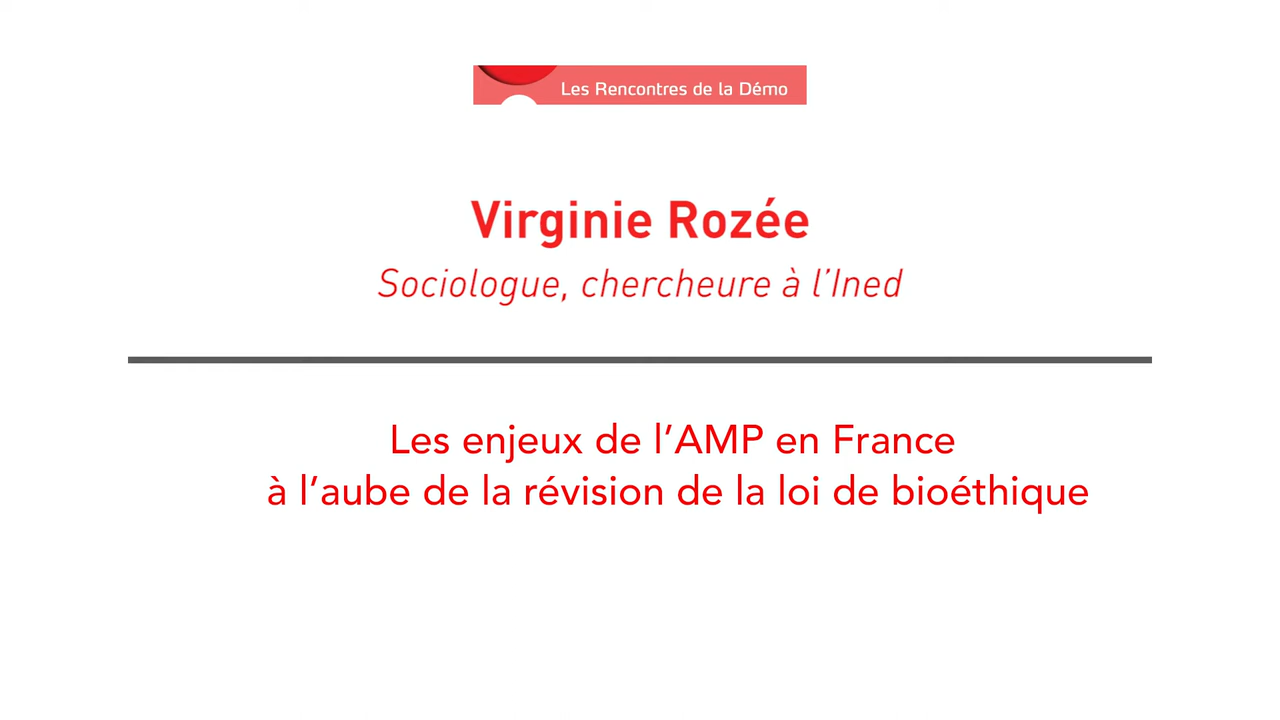 Les Rencontres de la Démo
Virginie Rozée
Sociologue, chercheure à l'Ined
Les enjeux de l'AMP en France
à l'aube de la révision de la loi de bioéthique